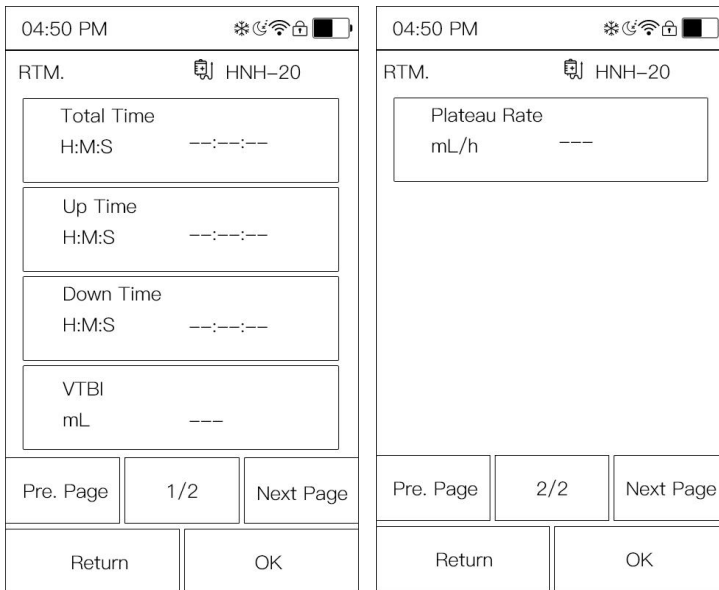 04:50 PM
RTM. HNH-20
Total Time
H:M:S --:--:--
Up Time
H:M:S --:--:--
Down Time
H:M:S --:--:--
VTBI
mL ---
Pre. Page 1/2 Next Page
Return OK
04:50 PM
RTM. HNH-20
Plateau Rate
mL/h ---
Pre. Page 2/2 Next Page
Return OK